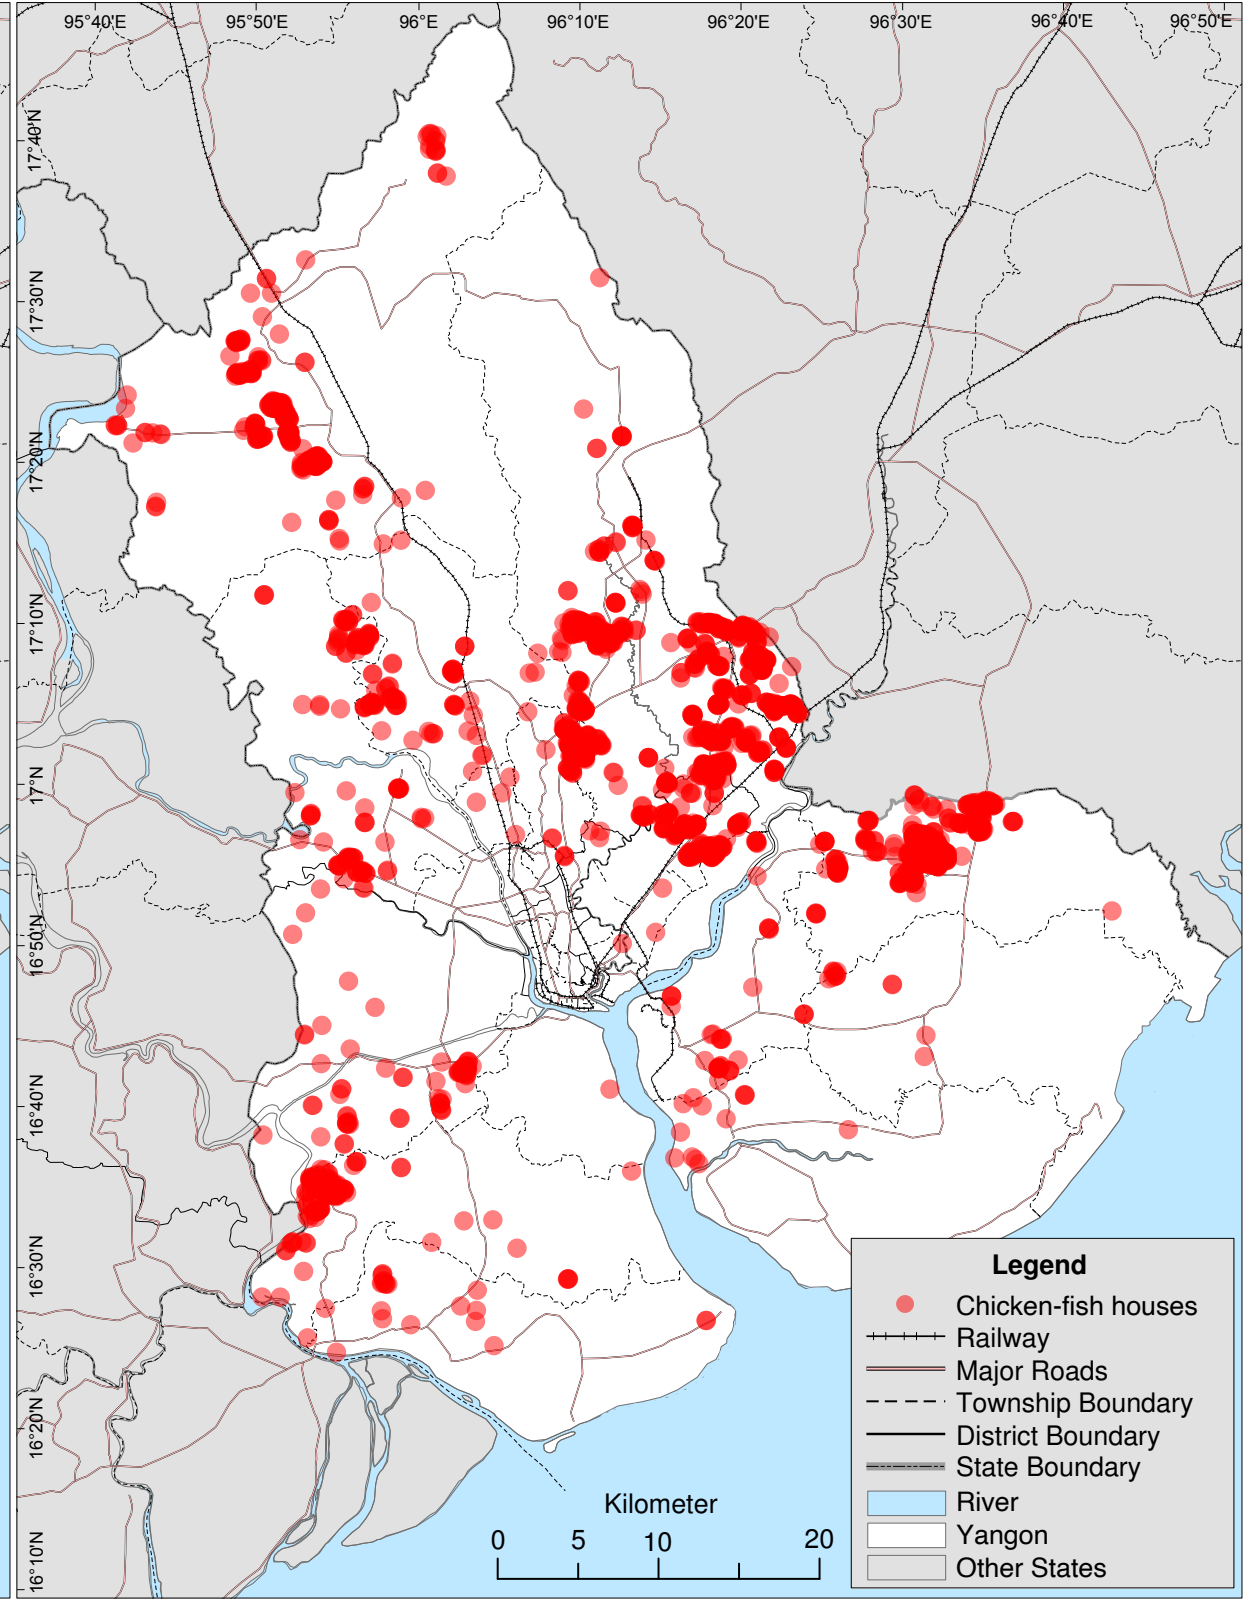 95°40'E 95°50'E 96°E 96°10'E 96°20'E 96°30'E 96°40'E 96°50'E
17°40'N
17°30'N
17°20'N
17°10'N
17°N
16°50'N
16°40'N
16°30'N
16°20'N
16°10'N
Legend
Chicken-fish houses
Railway
Major Roads
Township Boundary
District Boundary
State Boundary
River
Yangon
Other States
Kilometer
0 5 10 20